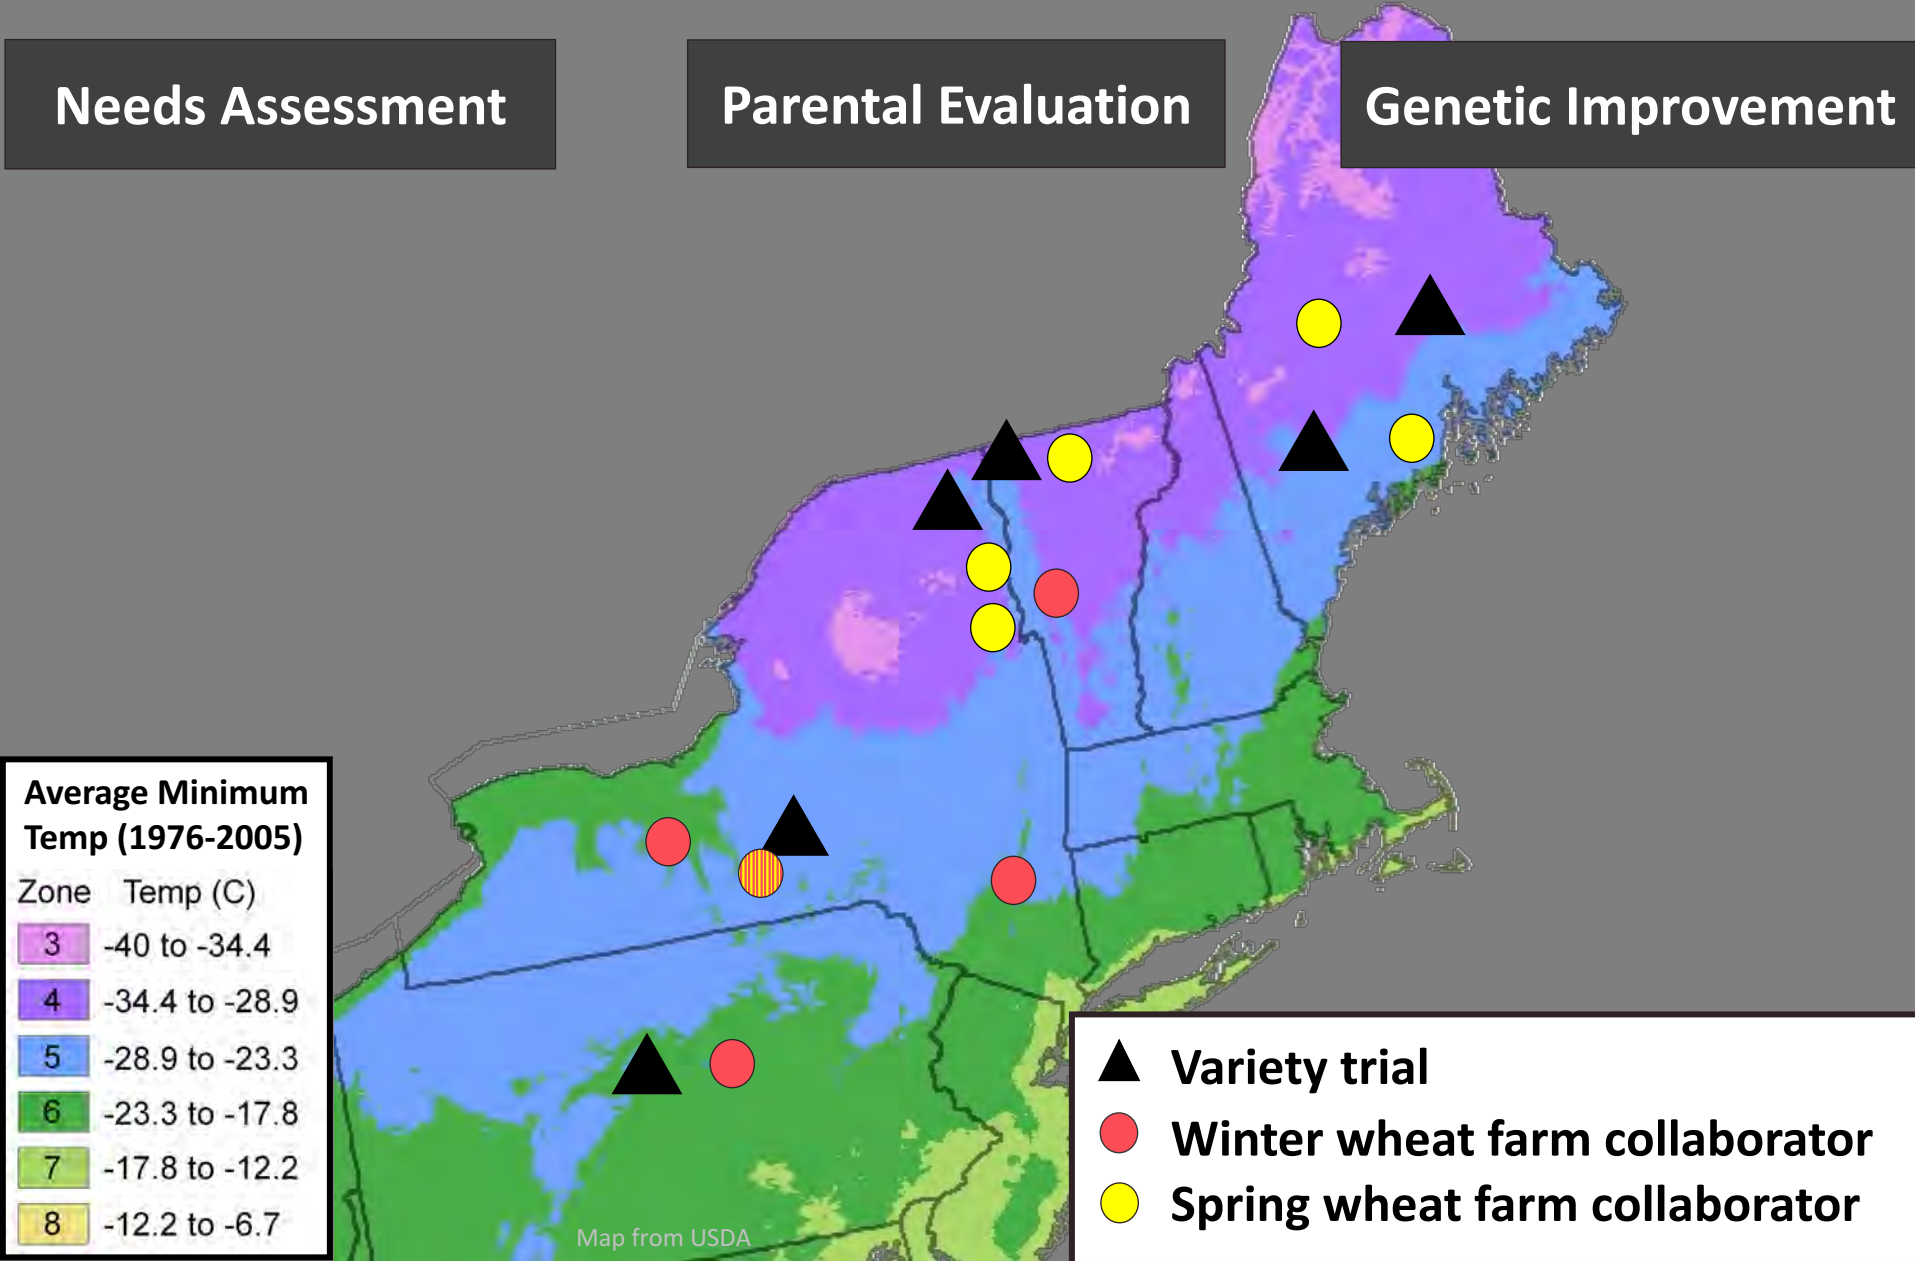 Needs Assessment
Parental Evaluation
Genetic Improvement
Average Minimum
Temp (1976-2005)
Zone Temp (C)
3 -40 to -34.4
4 -34.4 to -28.9
5 -28.9 to -23.3
6 -23.3 to -17.8
7 -17.8 to -12.2
8 -12.2 to -6.7
Map from USDA
Variety trial
Winter wheat farm collaborator
Spring wheat farm collaborator